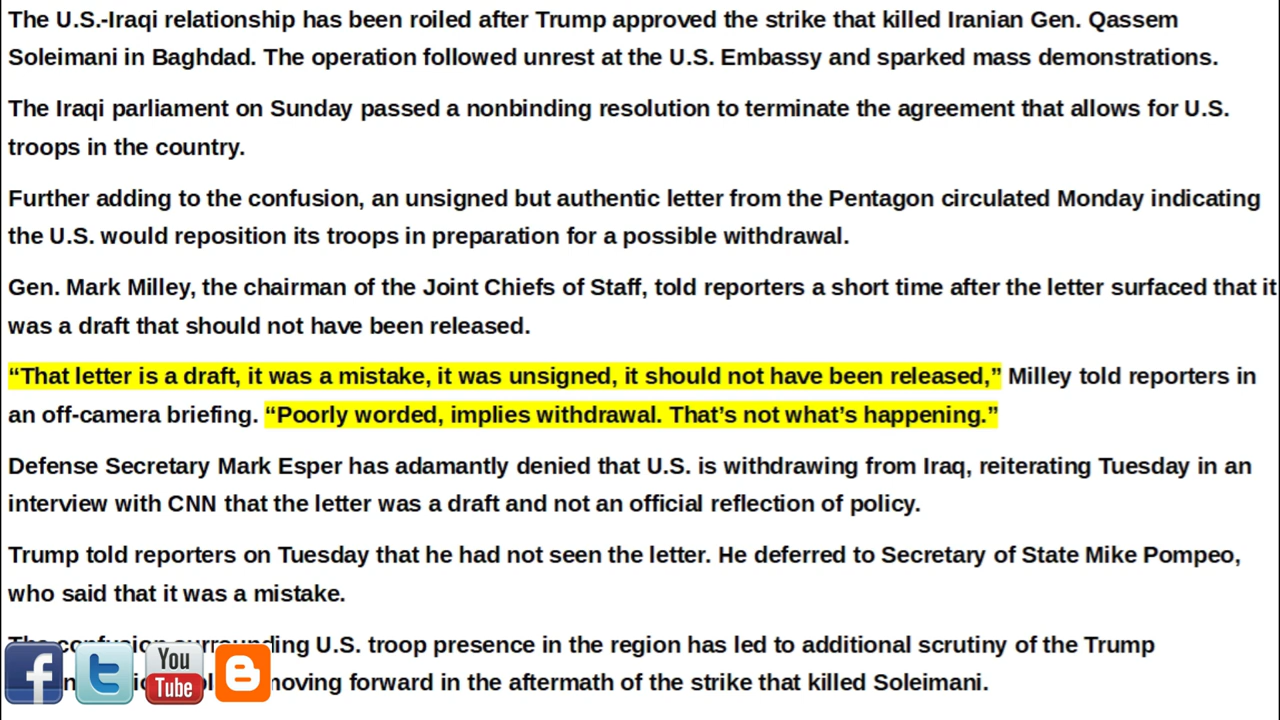 The U.S.-Iraqi relationship has been roiled after Trump approved the strike that killed Iranian Gen. Qassem
Soleimani in Baghdad. The operation followed unrest at the U.S. Embassy and sparked mass demonstrations.
The Iraqi parliament on Sunday passed a nonbinding resolution to terminate the agreement that allows for U.S.
troops in the country.
Further adding to the confusion, an unsigned but authentic letter from the Pentagon circulated Monday indicating
the U.S. would reposition its troops in preparation for a possible withdrawal.
Gen. Mark Milley, the chairman of the Joint Chiefs of Staff, told reporters a short time after the letter surfaced that it
was a draft that should not have been released.
“That letter is a draft, it was a mistake, it was unsigned, it should not have been released,” Milley told reporters in
an off-camera briefing. “Poorly worded, implies withdrawal. That’s not what’s happening.”
Defense Secretary Mark Esper has adamantly denied that U.S. is withdrawing from Iraq, reiterating Tuesday in an
interview with CNN that the letter was a draft and not an official reflection of policy.
Trump told reporters on Tuesday that he had not seen the letter. He deferred to Secretary of State Mike Pompeo,
who said that it was a mistake.
The confusion surrounding U.S. troop presence in the region has led to additional scrutiny of the Trump
moving forward in the aftermath of the strike that killed Soleimani.
f t You Tube B